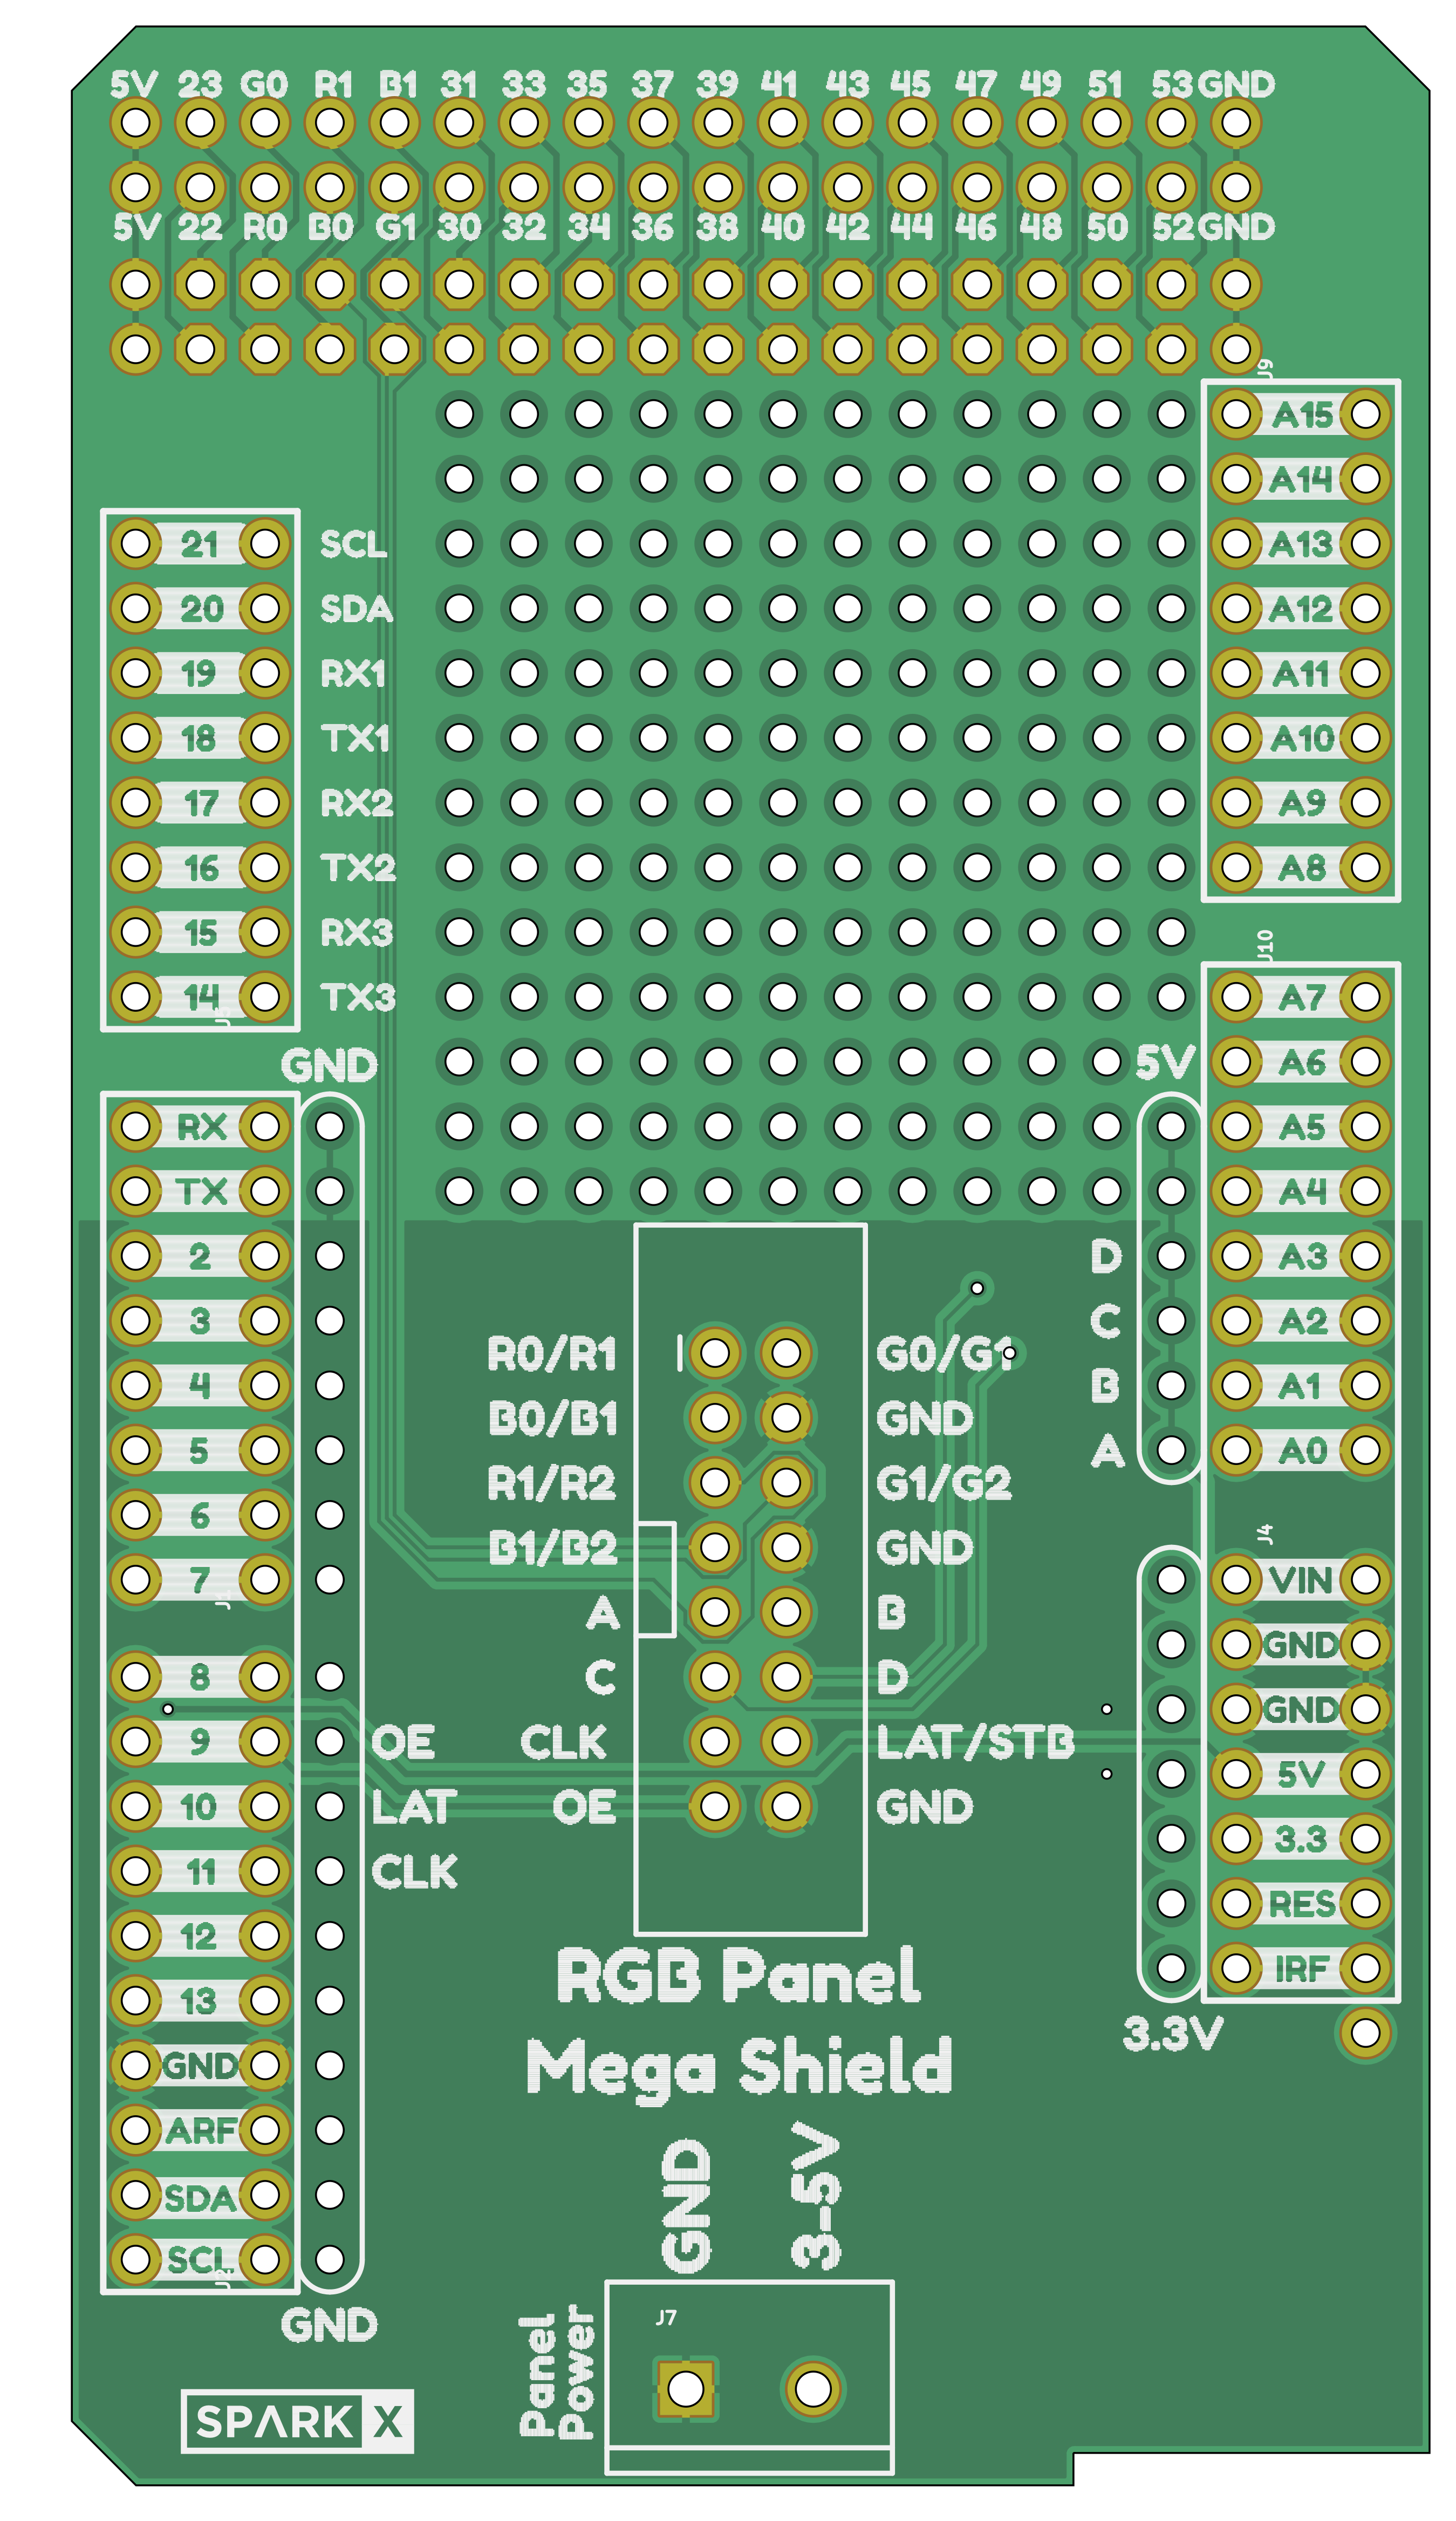 5V 23 G0 R1 B1 31 33 35 37 39 41 43 45 47 49 51 53 GND
5V 22 R0 B0 G1 30 32 34 36 38 40 42 44 46 48 50 52 GND
J9
A15
A14
21 SCL
A13
20 SDA
A12
19 RX1
A11
18 TX1
A10
17 RX2
A9
16 TX2
A8
15 RX3
J10
14 TX3
A7
J5
GND
5V
A6
RX
A5
TX
A4
2
D
A3
3
C
A2
R0/R1
G0/G1
4
B
A1
B0/B1
GND
5
A
A0
R1/R2
G1/G2
6
J4
B1/B2
GND
7
VIN
J1
A
B
GND
8
C
D
GND
9 OE
CLK
LAT/STB
5V
10 LAT
OE
GND
3.3
11 CLK
RES
12
IRF
RGB Panel
13
3.3V
Mega Shield
GND
ARF
SDA
SCL
J2
GND
3-5V
GND
J7
Panel
Power
SPARK X